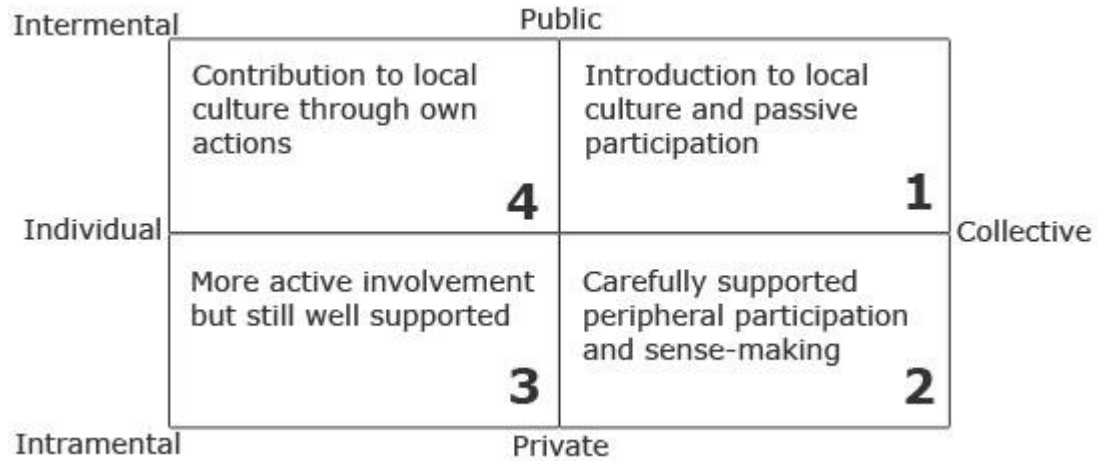 Intermental
Public
Contribution to local
culture through own
actions
4
Introduction to local
culture and passive
participation
1
Individual
Collective
More active involvement
but still well supported
3
Carefully supported
peripheral participation
and sense-making
2
Intramental
Private